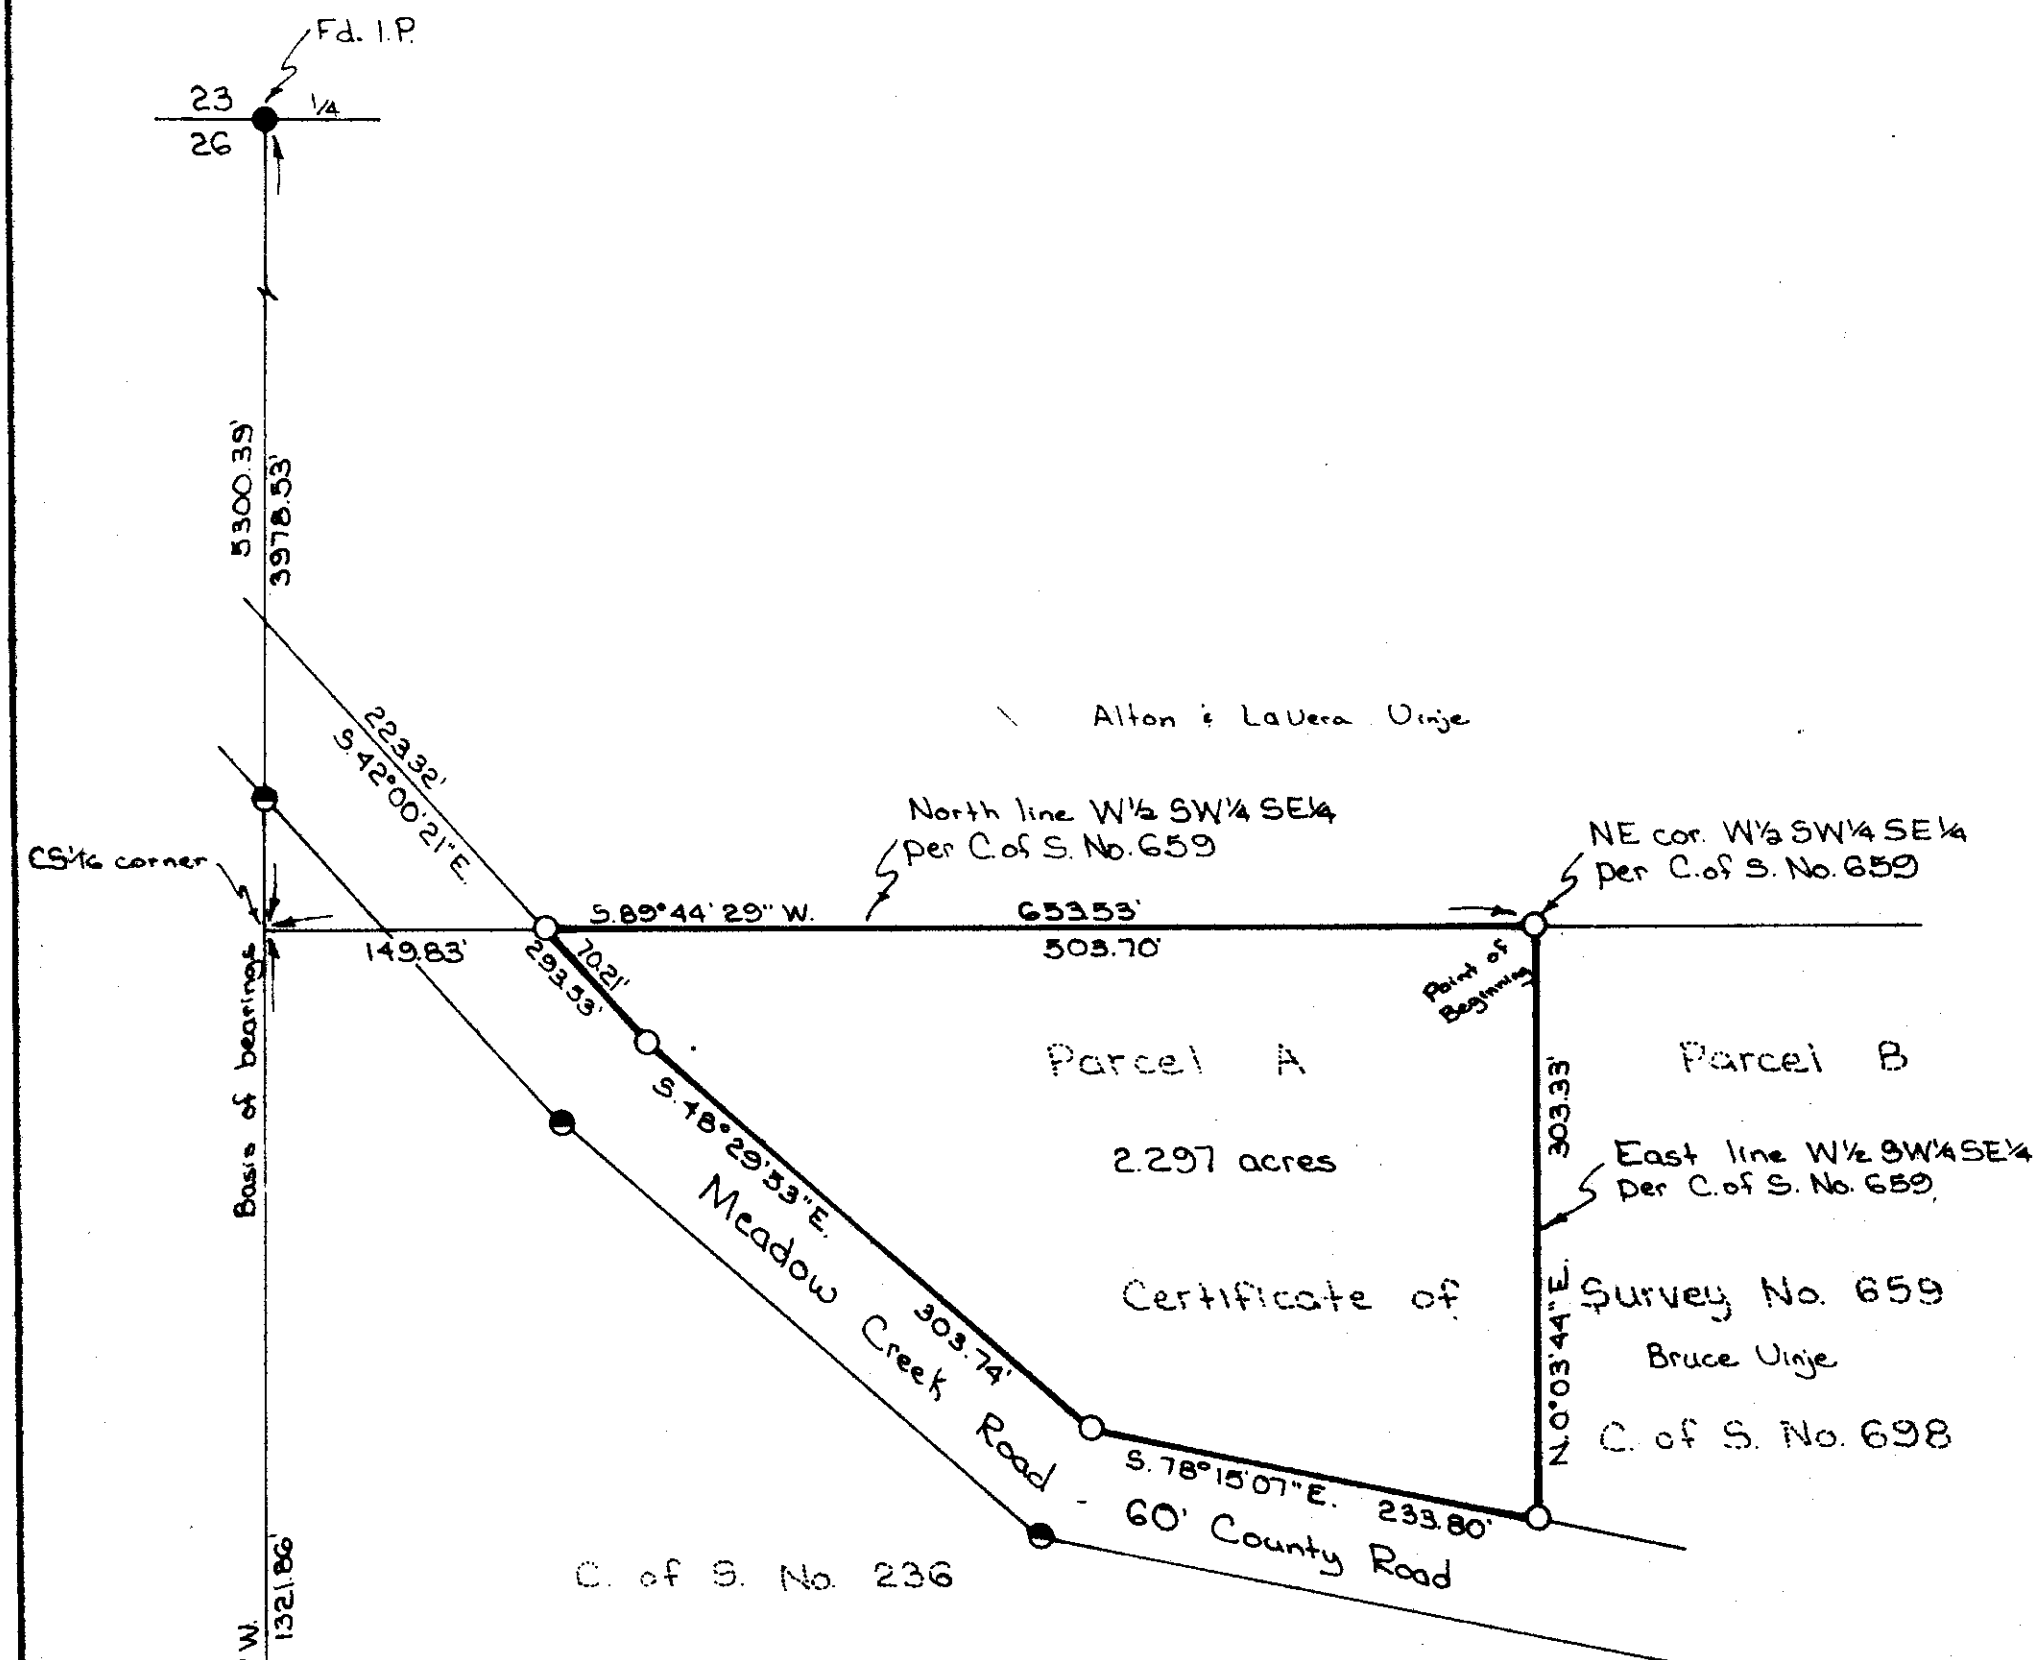 Fd. I.P.
23
1/4
26
5300.39'
3978.53'
223.32'
S.42°00'21"E.
Alton & LaVera Vinje
North line W½ SW¼ SE¼
per C.of S. No.659
NE cor. W½ SW¼ SE¼
per C.of S. No.659
CS1/16 corner
S.89°44'29"W.
653.53'
149.83'
503.70'
70.21'
293.53'
Point of
Beginning
Basis of bearings
Parcel A
Parcel B
303.33'
S.48°29'53"E.
2.297 acres
East line W½ SW¼ SE¼
per C.of S. No.659
Meadow Creek Road - 60' County Road
303.74'
Certificate of Survey No. 659
N.0°03'44"E.
Bruce Vinje
C. of S. No. 698
S.78°15'07"E.
233.80'
C. of S. No. 236
1321.86'
W.